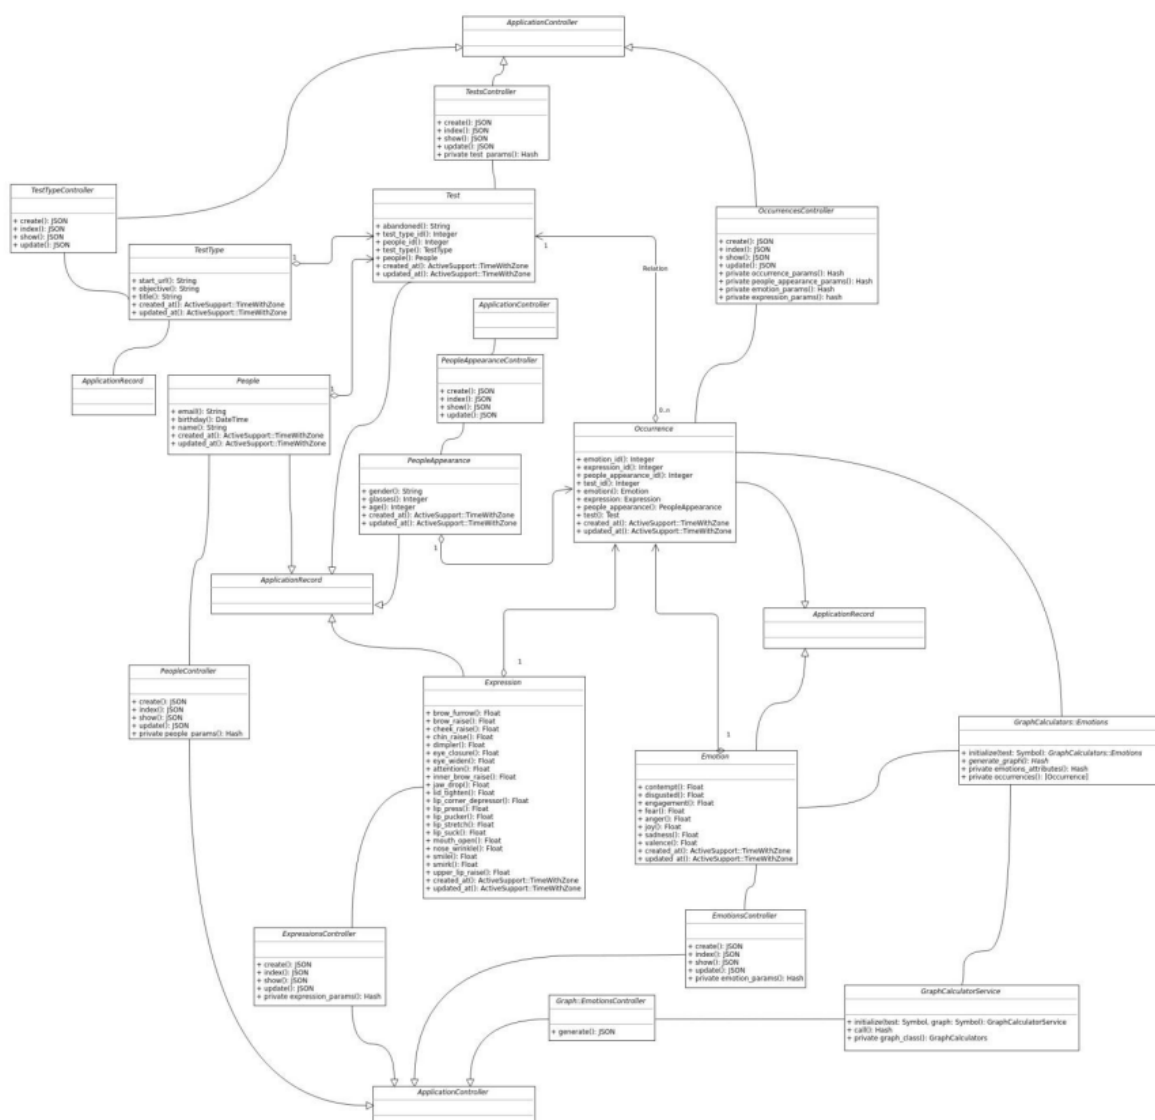 ApplicationController
TestsController
+ create(): JSON
+ index(): JSON
+ show(): JSON
+ update(): JSON
+ private test_params(): Hash
TestTypeController
+ create(): JSON
+ index(): JSON
+ show(): JSON
+ update(): JSON
Test
+ abandoned(): String
+ test_type_id(): Integer
+ people_id(): Integer
+ test_type(): TestType
+ people(): People
+ created_at(): ActiveSupport::TimeWithZone
+ updated_at(): ActiveSupport::TimeWithZone
OccurrencesController
+ create(): JSON
+ index(): JSON
+ show(): JSON
+ update(): JSON
+ private occurrence_params(): Hash
+ private people_appearance_params(): Hash
+ private emotion_params(): Hash
+ private expression_params(): hash
TestType
+ start_url(): String
+ objective(): String
+ title(): String
+ created_at(): ActiveSupport::TimeWithZone
+ updated_at(): ActiveSupport::TimeWithZone
1
1
Relation
ApplicationController
PeopleAppearanceController
+ create(): JSON
+ index(): JSON
+ show(): JSON
+ update(): JSON
ApplicationRecord
People
+ email(): String
+ birthday(): DateTime
+ name(): String
+ created_at(): ActiveSupport::TimeWithZone
+ updated_at(): ActiveSupport::TimeWithZone
1
0..n
Occurrence
+ emotion_id(): Integer
+ expression_id(): Integer
+ people_appearance_id(): Integer
+ test_id(): Integer
+ emotion(): Emotion
+ expression: Expression
+ people_appearance(): PeopleAppearance
+ test(): Test
+ created_at(): ActiveSupport::TimeWithZone
+ updated_at(): ActiveSupport::TimeWithZone
PeopleAppearance
+ gender(): String
+ glasses(): Integer
+ age(): Integer
+ created_at(): ActiveSupport::TimeWithZone
+ updated_at(): ActiveSupport::TimeWithZone
1
ApplicationRecord
ApplicationRecord
PeopleController
+ create(): JSON
+ index(): JSON
+ show(): JSON
+ update(): JSON
+ private people_params(): Hash
1
Expression
+ brow_furrow(): Float
+ brow_raise(): Float
+ cheek_raise(): Float
+ chin_raise(): Float
+ dimpler(): Float
+ eye_closure(): Float
+ eye_widen(): Float
+ attention(): Float
+ inner_brow_raise(): Float
+ jaw_drop(): Float
+ lid_tighten(): Float
+ lip_corner_depressor(): Float
+ lip_press(): Float
+ lip_pucker(): Float
+ lip_stretch(): Float
+ lip_suck(): Float
+ mouth_open(): Float
+ nose_wrinkle(): Float
+ smile(): Float
+ smirk(): Float
+ upper_lip_raise(): Float
+ created_at(): ActiveSupport::TimeWithZone
+ updated_at(): ActiveSupport::TimeWithZone
1
Emotion
+ contempt(): Float
+ disgusted(): Float
+ engagement(): Float
+ fear(): Float
+ anger(): Float
+ joy(): Float
+ sadness(): Float
+ valence(): Float
+ created_at(): ActiveSupport::TimeWithZone
+ updated_at(): ActiveSupport::TimeWithZone
GraphCalculators::Emotions
+ initialize(test: Symbol): GraphCalculators::Emotions
+ generate_graph(): Hash
+ private emotions_attributes(): Hash
+ private occurrences(): [Occurrence]
ExpressionsController
+ create(): JSON
+ index(): JSON
+ show(): JSON
+ update(): JSON
+ private expression_params(): Hash
EmotionsController
+ create(): JSON
+ index(): JSON
+ show(): JSON
+ update(): JSON
+ private emotion_params(): Hash
Graph::EmotionsController
+ generate(): JSON
GraphCalculatorService
+ initialize(test: Symbol, graph: Symbol): GraphCalculatorService
+ call(): Hash
+ private graph_class(): GraphCalculators
ApplicationController